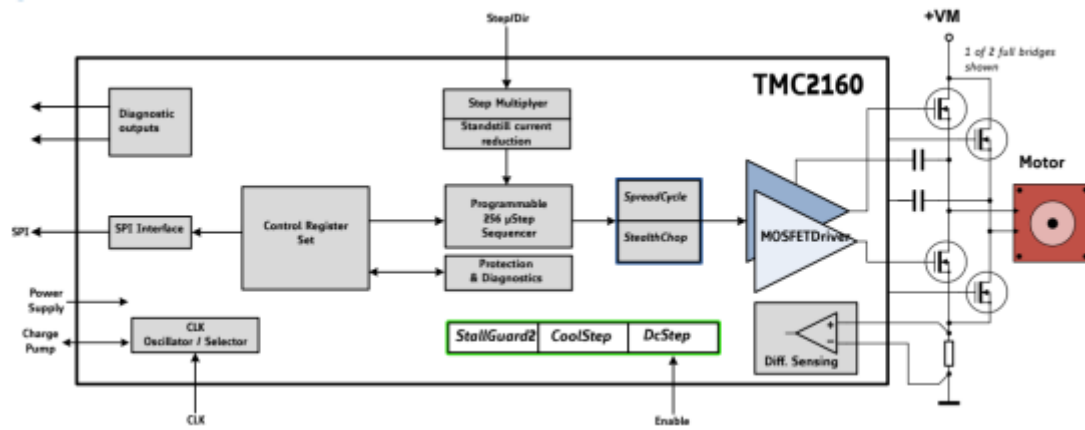 Step/Dir
+VM
1 of 2 full bridges
shown
TMC2160
Diagnostic
outputs
Step Multiplyer
Standstill current
reduction
Motor
SPI
SPI Interface
Control Register
Set
Programmable
256 µStep
Sequencer
SpreadCycle
StealthChop
MOSFETDriver
Protection
& Diagnostics
Power
Supply
Charge
Pump
CLK
Oscillator / Selector
StallGuard2
CoolStep
DcStep
+
−
Diff. Sensing
CLK
Enable